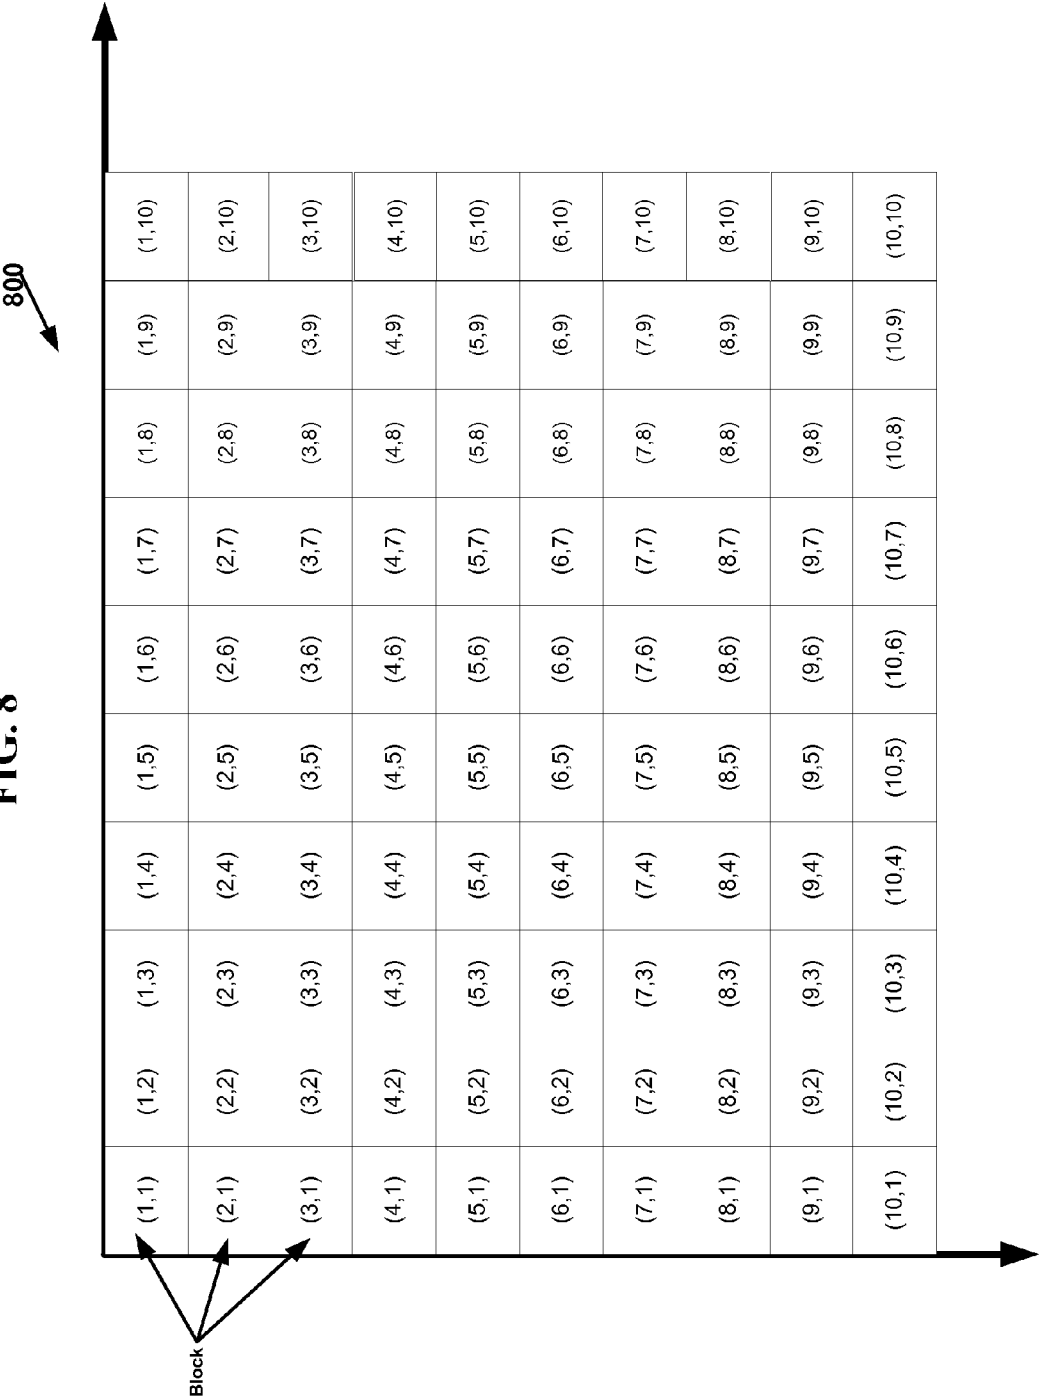 FIG. 8
800
(1,1) (1,2) (1,3) (1,4) (1,5) (1,6) (1,7) (1,8) (1,9) (1,10)
Block
(2,1) (2,2) (2,3) (2,4) (2,5) (2,6) (2,7) (2,8) (2,9) (2,10)
(3,1) (3,2) (3,3) (3,4) (3,5) (3,6) (3,7) (3,8) (3,9) (3,10)
(4,1) (4,2) (4,3) (4,4) (4,5) (4,6) (4,7) (4,8) (4,9) (4,10)
(5,1) (5,2) (5,3) (5,4) (5,5) (5,6) (5,7) (5,8) (5,9) (5,10)
(6,1) (6,2) (6,3) (6,4) (6,5) (6,6) (6,7) (6,8) (6,9) (6,10)
(7,1) (7,2) (7,3) (7,4) (7,5) (7,6) (7,7) (7,8) (7,9) (7,10)
(8,1) (8,2) (8,3) (8,4) (8,5) (8,6) (8,7) (8,8) (8,9) (8,10)
(9,1) (9,2) (9,3) (9,4) (9,5) (9,6) (9,7) (9,8) (9,9) (9,10)
(10,1) (10,2) (10,3) (10,4) (10,5) (10,6) (10,7) (10,8) (10,9) (10,10)